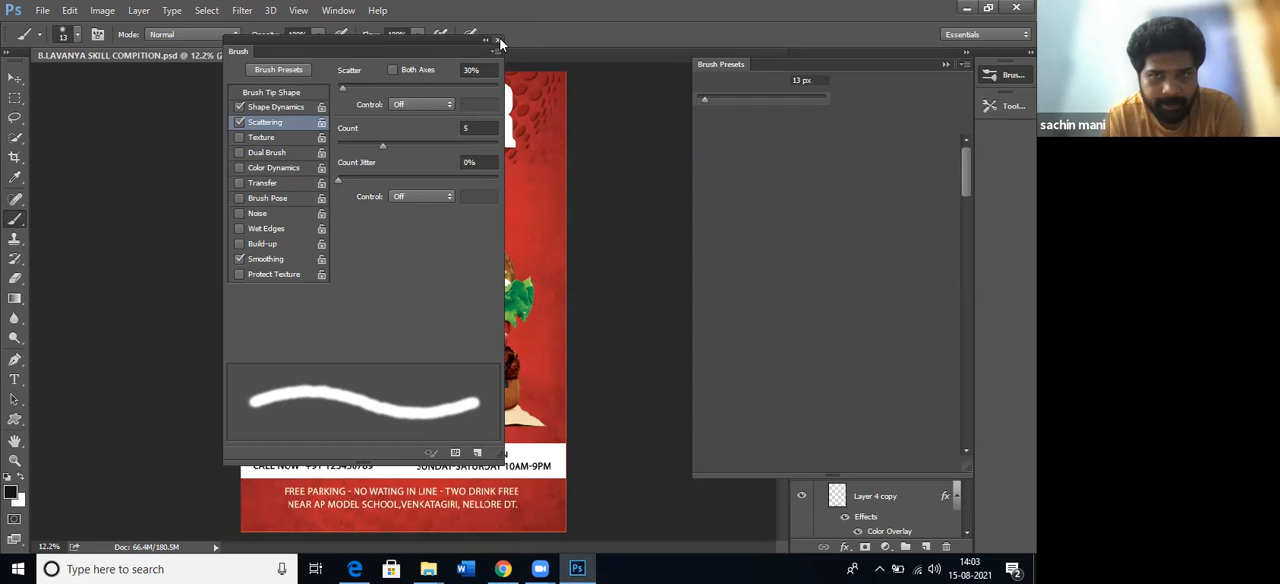 Ps File Edit Image Layer Type Select Filter 3D View Window Help
13 Mode: Normal Essentials
B.LAVANYA SKILL COMPITION.psd @ 12.2% (
Brush
Brush Presets
Brush Tip Shape
Shape Dynamics
Scattering
Texture
Dual Brush
Color Dynamics
Transfer
Brush Pose
Noise
Wet Edges
Build-up
Smoothing
Protect Texture
Scatter Both Axes 30%
Control: Off
Count 5
Count Jitter 0%
Control: Off
R
CALL NOW +91 123456789
SUNDAY-SATURDAY 10AM-9PM
FREE PARKING - NO WATING IN LINE - TWO DRINK FREE
NEAR AP MODEL SCHOOL,VENKATAGIRI, NELLORE DT.
Brush Presets
13 px
Brus...
Tool...
sachin mani
Layer 4 copy fx
Effects
Color Overlay
fx
12.2% Doc: 66.4M/180.5M
Type here to search
W
Ps
14:03
15-08-2021
2